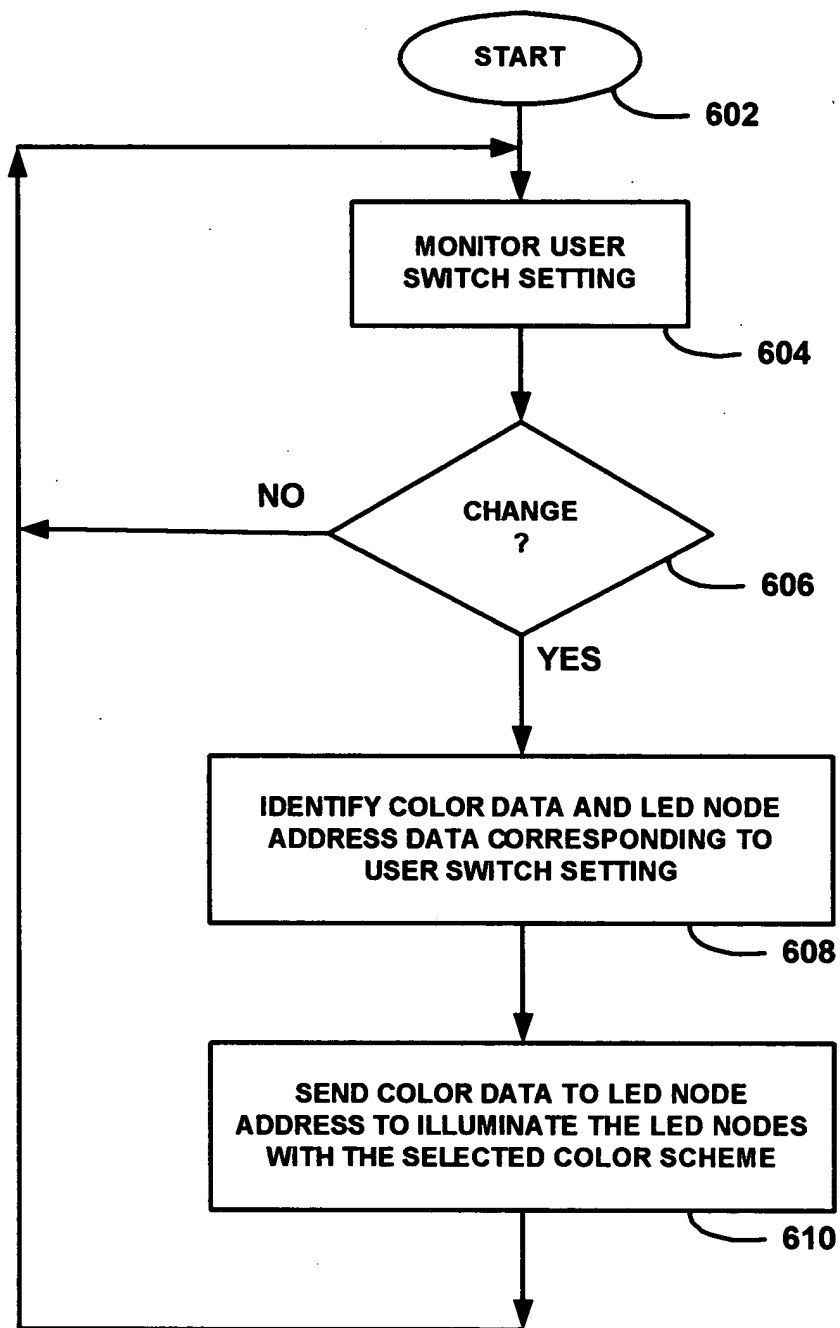 START
602
MONITOR USER
SWITCH SETTING
604
NO
CHANGE
?
606
YES
IDENTIFY COLOR DATA AND LED NODE
ADDRESS DATA CORRESPONDING TO
USER SWITCH SETTING
608
SEND COLOR DATA TO LED NODE
ADDRESS TO ILLUMINATE THE LED NODES
WITH THE SELECTED COLOR SCHEME
610